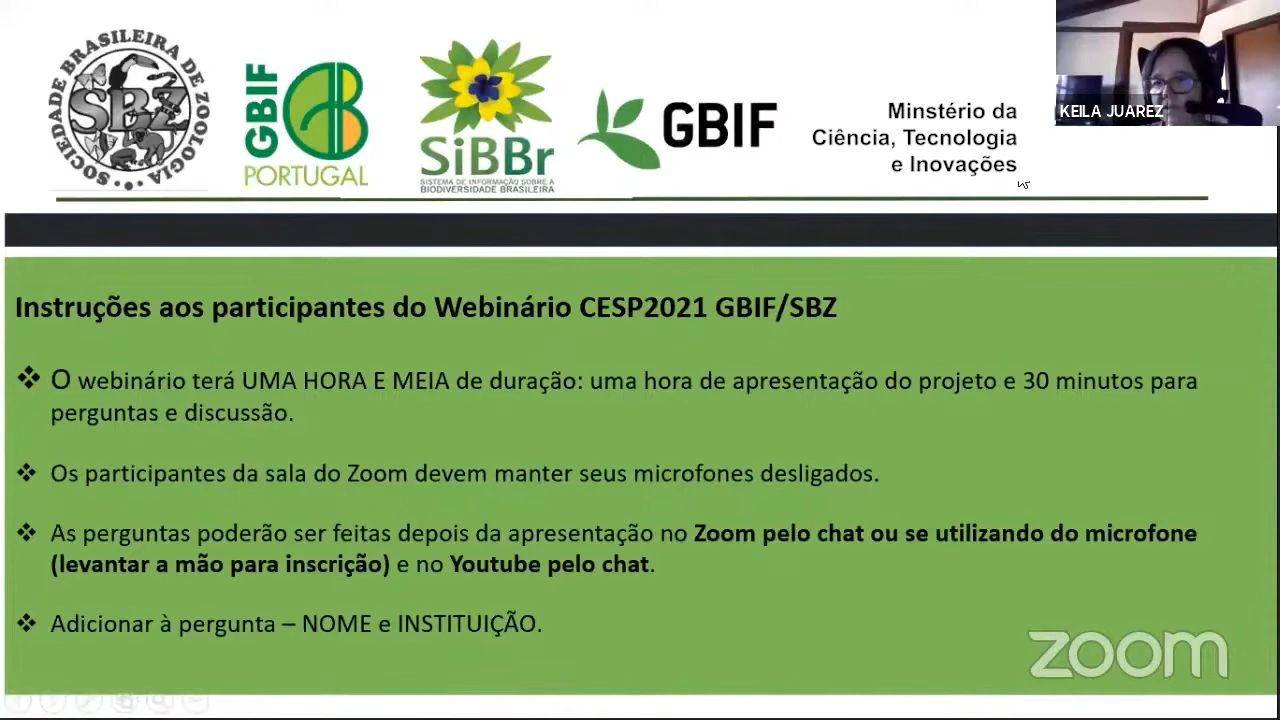 SOCIEDADE BRASILEIRA DE ZOOLOGIA
SBZ
GBIF
PORTUGAL
SiBBr
SISTEMA DE INFORMAÇÃO SOBRE A
BIODIVERSIDADE BRASILEIRA
GBIF
Minstério da
Ciência, Tecnologia
e Inovações
KEILA JUAREZ
Instruções aos participantes do Webinário CESP2021 GBIF/SBZ
❖ O webinário terá UMA HORA E MEIA de duração: uma hora de apresentação do projeto e 30 minutos para
perguntas e discussão.
❖ Os participantes da sala do Zoom devem manter seus microfones desligados.
❖ As perguntas poderão ser feitas depois da apresentação no Zoom pelo chat ou se utilizando do microfone
(levantar a mão para inscrição) e no Youtube pelo chat.
❖ Adicionar à pergunta – NOME e INSTITUIÇÃO.
zoom